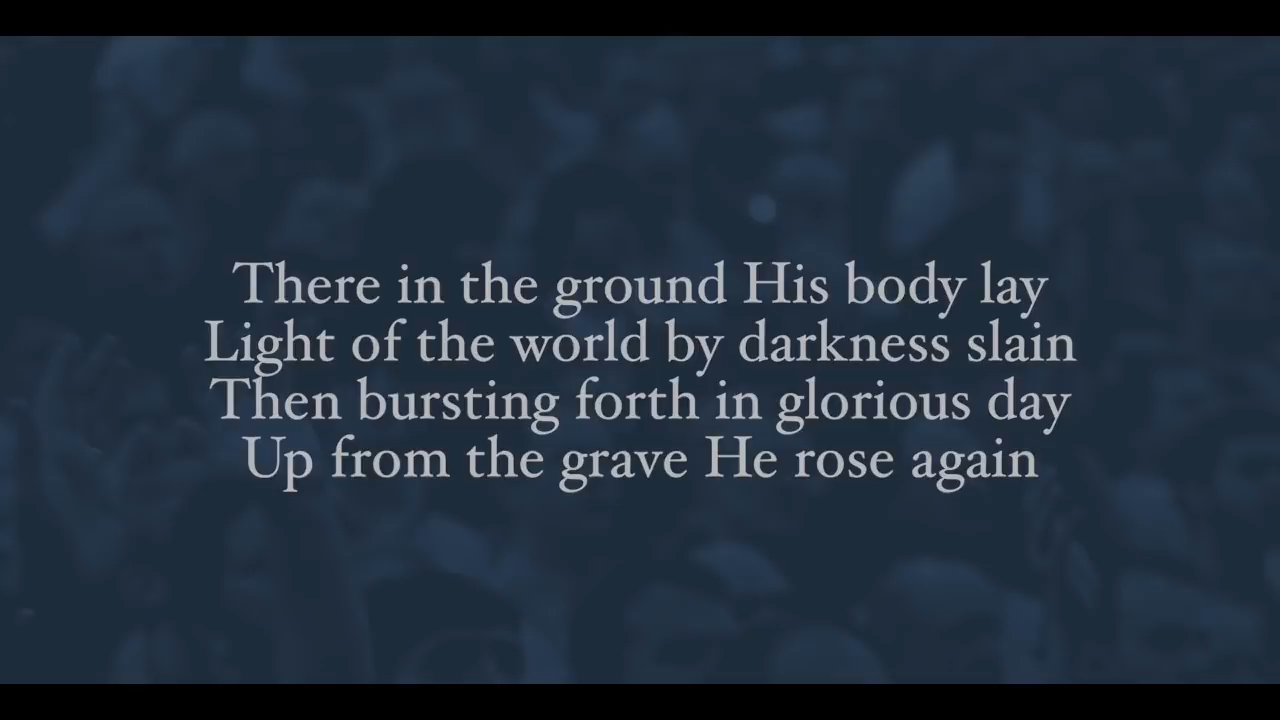 There in the ground His body lay
Light of the world by darkness slain
Then bursting forth in glorious day
Up from the grave He rose again